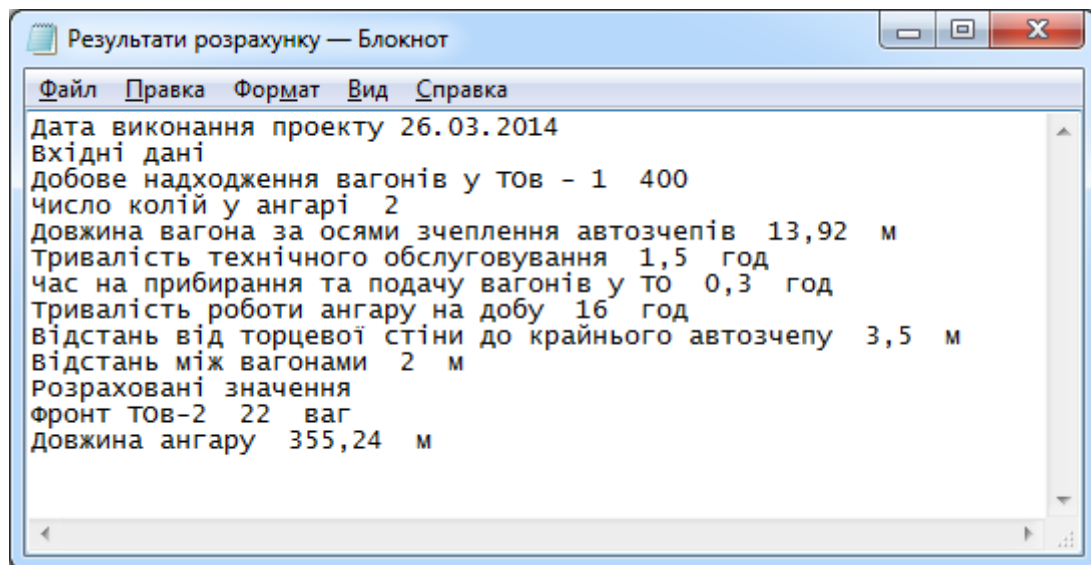 Результати розрахунку — Блокнот
Файл Правка Формат Вид Справка
Дата виконання проекту 26.03.2014
Вхідні дані
Добове надходження вагонів у ТОв - 1 400
Число колій у ангарі 2
Довжина вагона за осями зчеплення автозчепів 13,92 м
Тривалість технічного обслуговування 1,5 год
Час на прибирання та подачу вагонів у ТО 0,3 год
Тривалість роботи ангару на добу 16 год
Відстань від торцевої стіни до крайнього автозчепу 3,5 м
Відстань між вагонами 2 м
Розраховані значення
Фронт ТОв-2 22 ваг
Довжина ангару 355,24 м